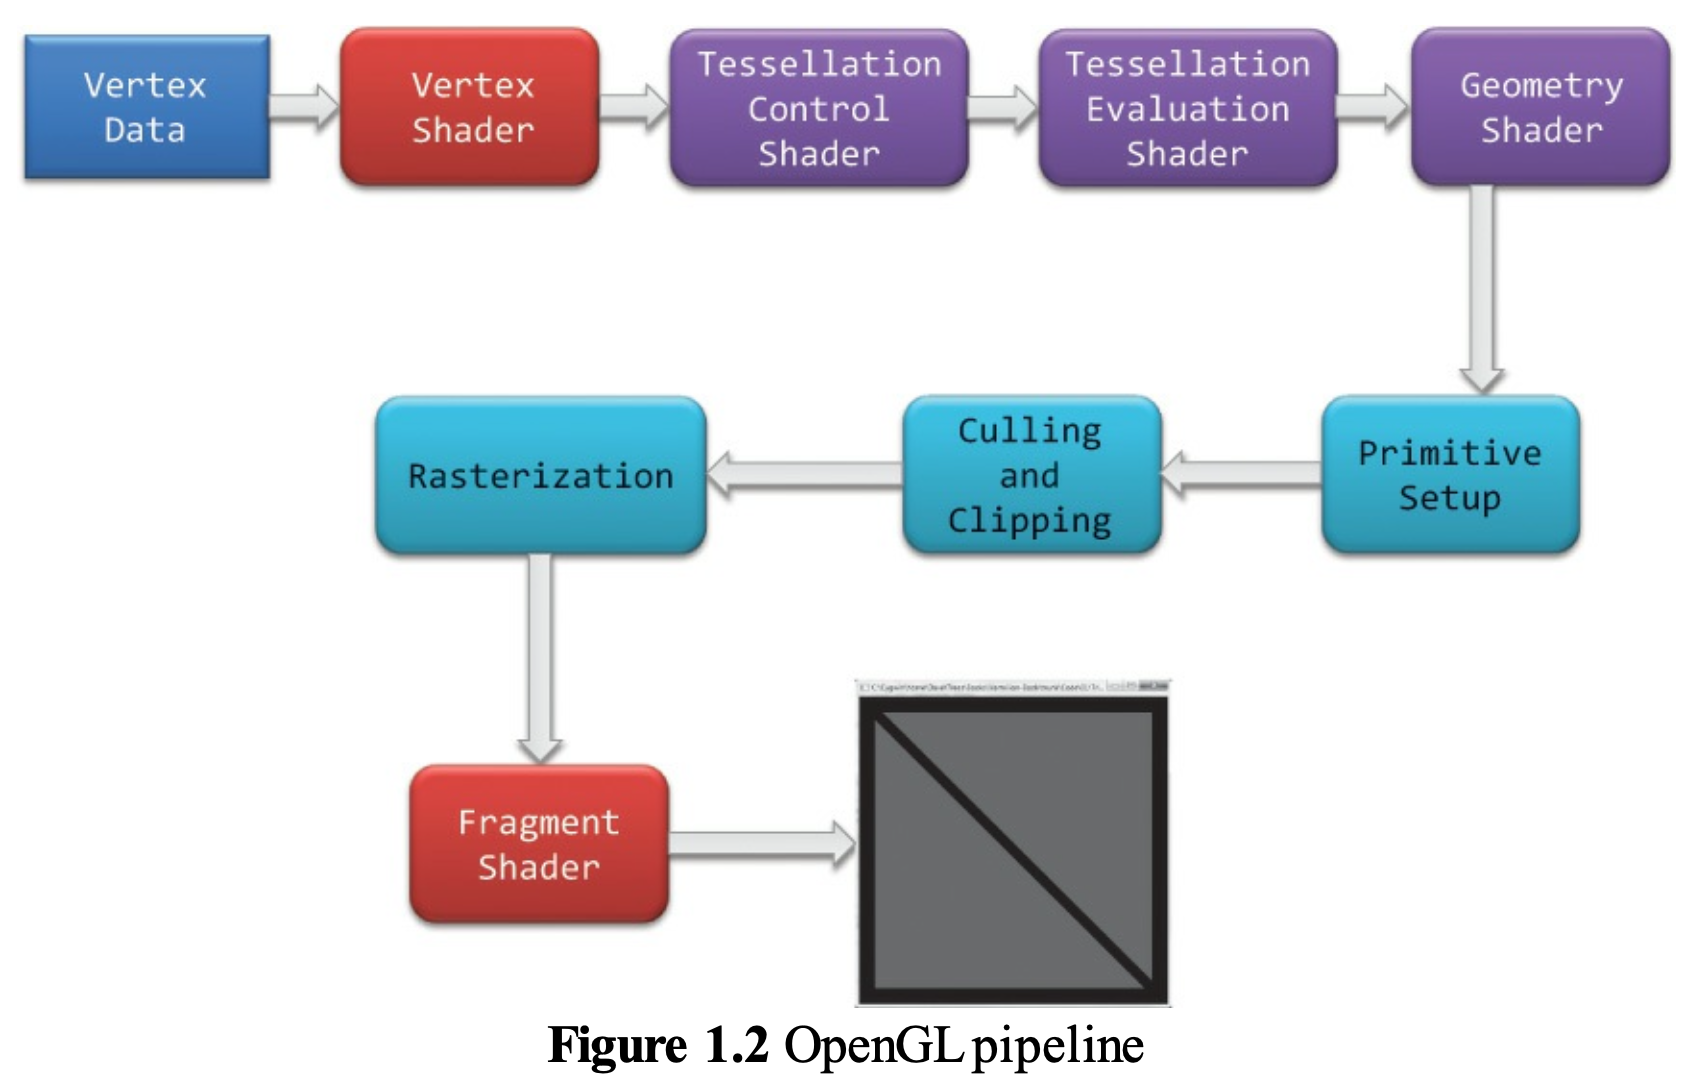 Vertex
Data
Vertex
Shader
Tessellation
Control
Shader
Tessellation
Evaluation
Shader
Geometry
Shader
Primitive
Setup
Culling
and
Clipping
Rasterization
Fragment
Shader
Figure 1.2 OpenGL pipeline